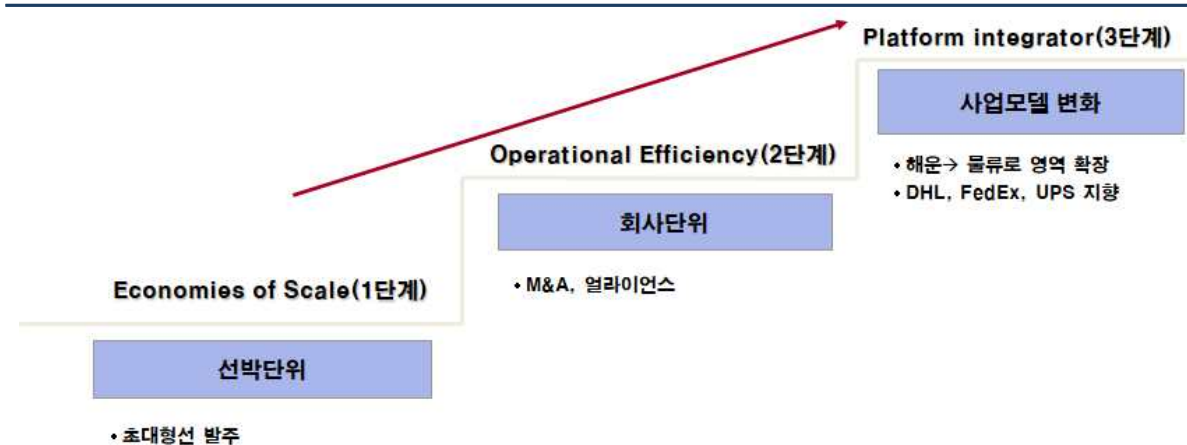 Platform integrator(3단계)
사업모델 변화
• 해운→ 물류로 영역 확장
• DHL, FedEx, UPS 지향
Operational Efficiency(2단계)
회사단위
• M&A, 얼라이언스
Economies of Scale(1단계)
선박단위
• 초대형선 발주